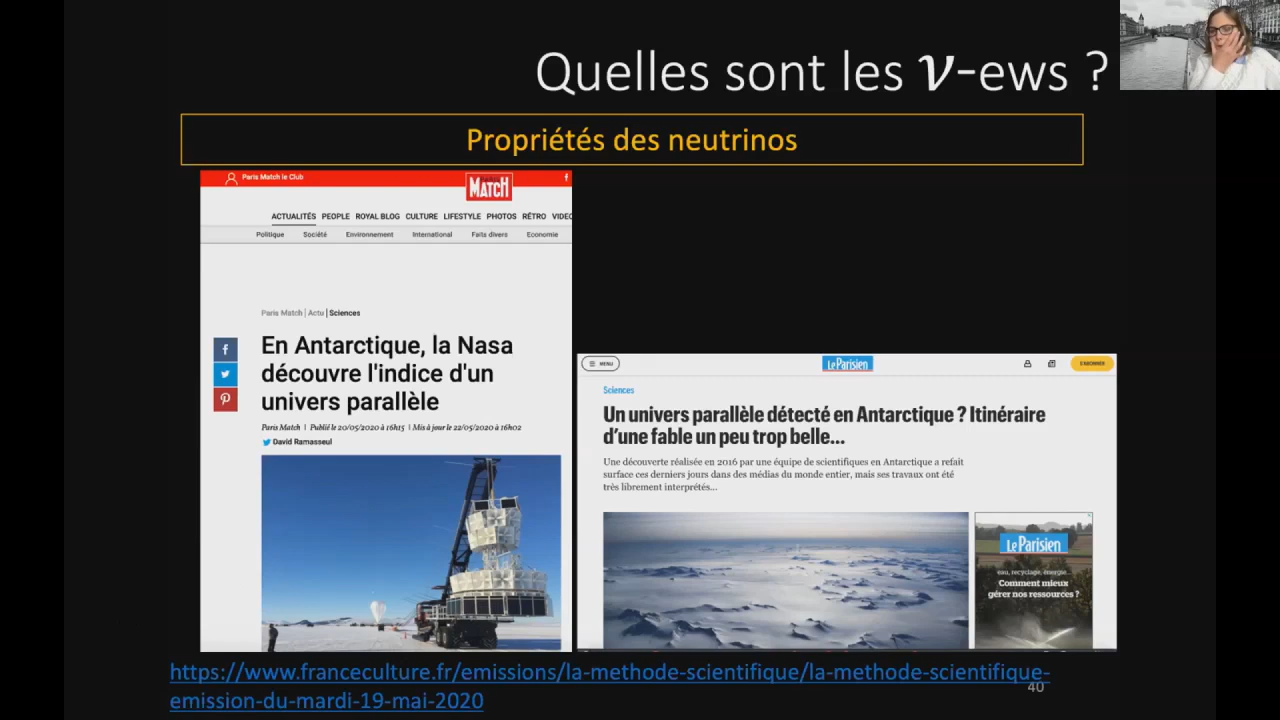 Quelles sont les ν-ews ?
Propriétés des neutrinos
Paris Match le Club
MATCH
ACTUALITÉS PEOPLE ROYAL BLOG CULTURE LIFESTYLE PHOTOS RÉTRO VIDEO
Politique Société Environnement International Faits divers Economie
Paris Match | Actu | Sciences
En Antarctique, la Nasa
découvre l'indice d'un
univers parallèle
Paris Match | Publié le 20/05/2020 à 16h15 | Mis à jour le 22/05/2020 à 16h02
David Ramasseul
MENU
Le Parisien
S'ABONNER
Sciences
Un univers parallèle détecté en Antarctique ? Itinéraire
d'une fable un peu trop belle...
Une découverte réalisée en 2016 par une équipe de scientifiques en Antarctique a refait
surface ces derniers jours dans des médias du monde entier, mais ses travaux ont été
très librement interprétés...
Le Parisien
eau, recyclage, énergie...
Comment mieux
gérer nos ressources ?
https://www.franceculture.fr/emissions/la-methode-scientifique/la-methode-scientifique-
emission-du-mardi-19-mai-2020
40